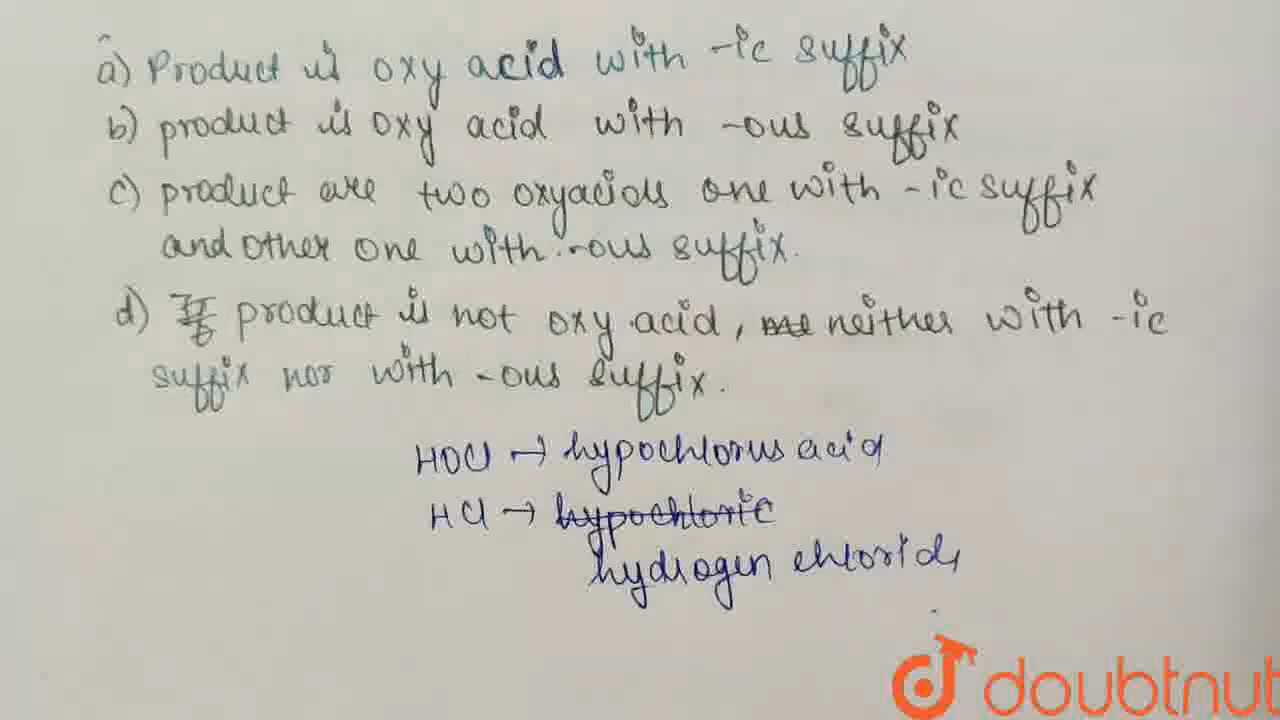 a) Product is oxy acid with -ic suffix
b) product is oxy acid with -ous suffix
c) product are two oxyacids one with -ic suffix
and other one with -ous suffix.
d) product is not oxy acid, neither with -ic
suffix nor with -ous suffix.
HOCl → hypochlorus acid
HCl → hypochloric
hydrogen chloride
doubtnut